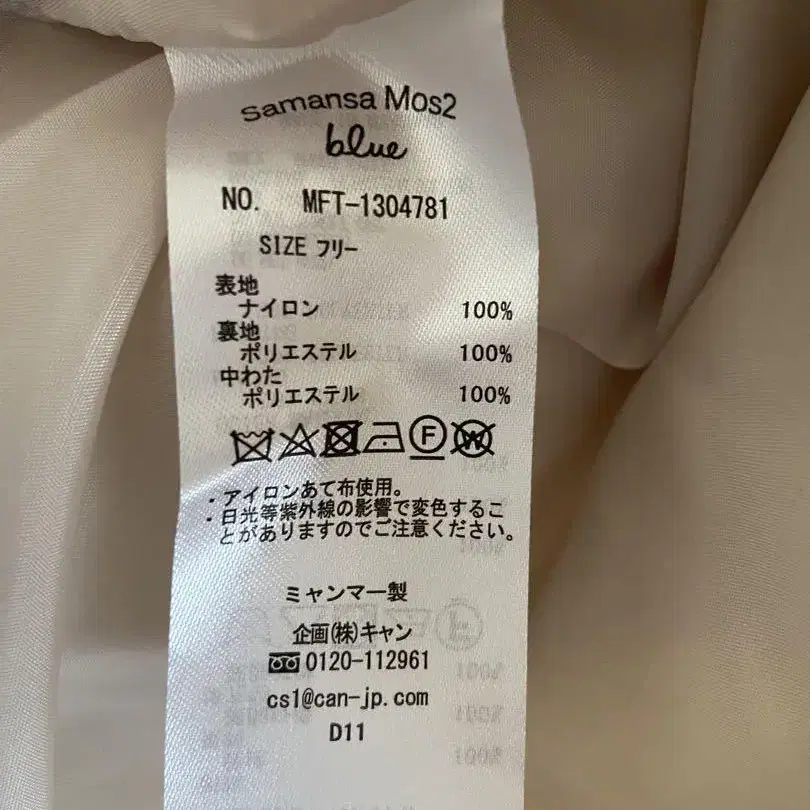 samansa Mos2
blue
NO. MFT-1304781
SIZE フリー
表地
ナイロン 100%
裏地
ポリエステル 100%
中わた
ポリエステル 100%
F W
・アイロンあて布使用。
・日光等紫外線の影響で変色するこ
とがありますのでご注意ください。
ミャンマー製
企画(株)キャン
0120-112961
cs1@can-jp.com
D11